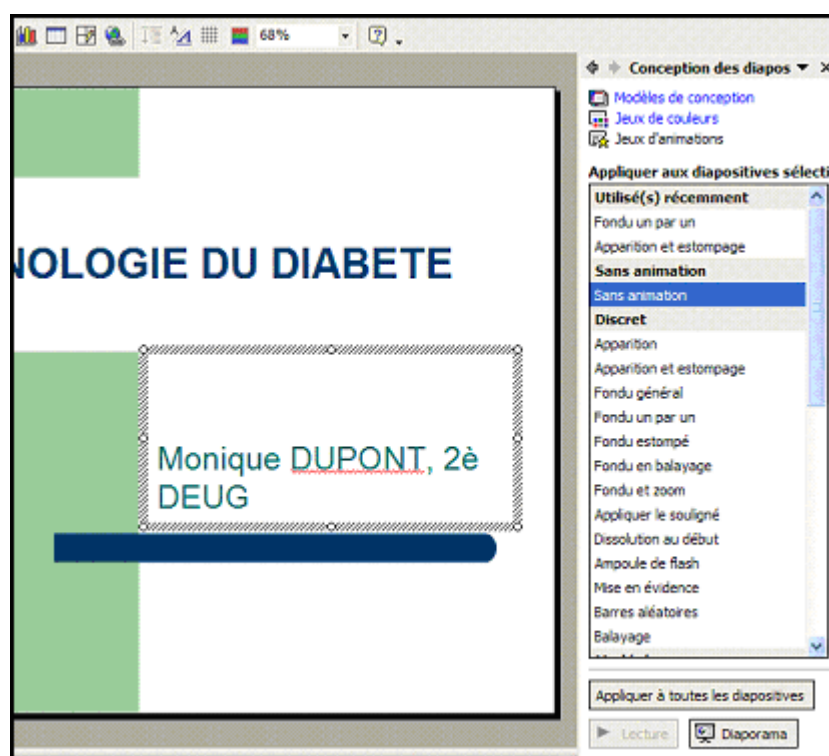 68%
Conception des diapos
Modèles de conception
Jeux de couleurs
Jeux d'animations
Appliquer aux diapositives sélecti
Utilisé(s) récemment
Fondu un par un
Apparition et estompage
Sans animation
Sans animation
Discret
Apparition
Apparition et estompage
Fondu général
Fondu un par un
Fondu estompé
Fondu en balayage
Fondu et zoom
Appliquer le souligné
Dissolution au début
Ampoule de flash
Mise en évidence
Barres aléatoires
Balayage
Appliquer à toutes les diapositives
Lecture
Diaporama
NOLOGIE DU DIABETE
Monique DUPONT, 2è
DEUG